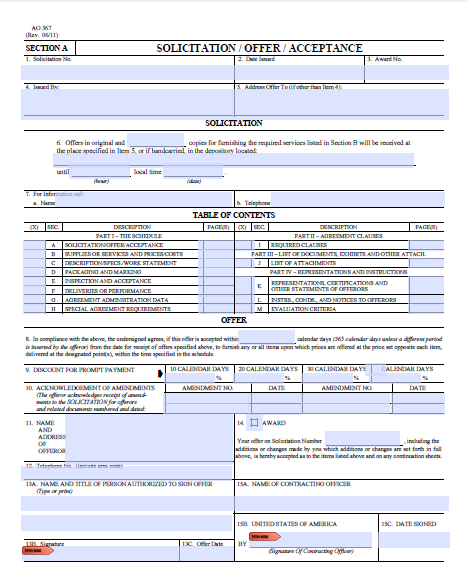 AO 367
(Rev. 06/11)
SECTION A SOLICITATION / OFFER / ACCEPTANCE
1. Solicitation No. 2. Date Issued 3. Award No.
4. Issued By: 5. Address Offer To (if other than Item 4):
SOLICITATION
6. Offers in original and copies for furnishing the required services listed in Section B will be received at
the place specified in Item 5, or if handcarried, in the depository located:
until local time .
(hour) (date)
7. For Information call:
a. Name b. Telephone
TABLE OF CONTENTS
(X) SEC. DESCRIPTION PAGE(S) (X) SEC. DESCRIPTION PAGE(S)
PART I – THE SCHEDULE PART II – AGREEMENT CLAUSES
A SOLICITATION/OFFER/ACCEPTANCE I REQUIRED CLAUSES
B SUPPLIES OR SERVICES AND PRICES/COSTS PART III – LIST OF DOCUMENTS, EXHIBITS AND OTHER ATTACH.
C DESCRIPTION/SPECS./WORK STATEMENT J LIST OF ATTACHMENTS
D PACKAGING AND MARKING PART IV – REPRESENTATIONS AND INSTRUCTIONS
E INSPECTION AND ACCEPTANCE K REPRESENTATIONS, CERTIFICATIONS AND
F DELIVERIES OR PERFORMANCE OTHER STATEMENTS OF OFFERORS
G AGREEMENT ADMINISTRATION DATA L INSTRS., CONDS., AND NOTICES TO OFFERORS
H SPECIAL AGREEMENT REQUIREMENTS M EVALUATION CRITERIA
OFFER
8. In compliance with the above, the undersigned agrees, if this offer is accepted within calendar days (365 calendar days unless a different period
is inserted by the offeror) from the date for receipt of offers specified above, to furnish any or all items upon which prices are offered at the price set opposite each item,
delivered at the designated point(s), within the time specified in the schedule.
9. DISCOUNT FOR PROMPT PAYMENT 10 CALENDAR DAYS 20 CALENDAR DAYS 30 CALENDAR DAYS CALENDAR DAYS
% % % %
10. ACKNOWLEDGEMENT OF AMENDMENTS AMENDMENT NO. DATE AMENDMENT NO. DATE
(The offeror acknowledges receipt of amend-
ments to the SOLICITATION for offerors
and related documents numbered and dated:
11. NAME
AND
ADDRESS
OF
OFFEROR
14. AWARD
Your offer on Solicitation Number , including the
additions or changes made by you which additions or changes are set forth in full
above, is hereby accepted as to the items listed above and on any continuation sheets.
12. Telephone No. (Include area code)
13A. NAME AND TITLE OF PERSON AUTHORIZED TO SIGN OFFER 15A. NAME OF CONTRACTING OFFICER
(Type or print)
15B. UNITED STATES OF AMERICA 15C. DATE SIGNED
13B. Signature 13C. Offer Date BY
(Signature Of Contracting Officer)